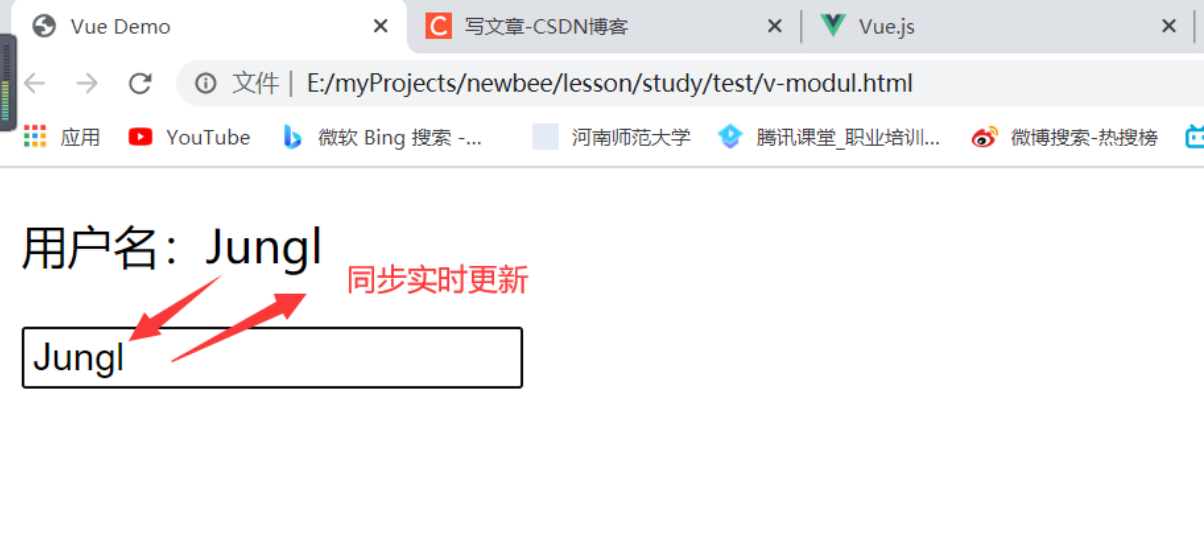 Vue Demo
写文章-CSDN博客
Vue.js
文件 | E:/myProjects/newbee/lesson/study/test/v-modul.html
应用
YouTube
微软 Bing 搜索 -...
河南师范大学
腾讯课堂_职业培训...
微博搜索-热搜榜
用户名：Jungl
同步实时更新
Jungl